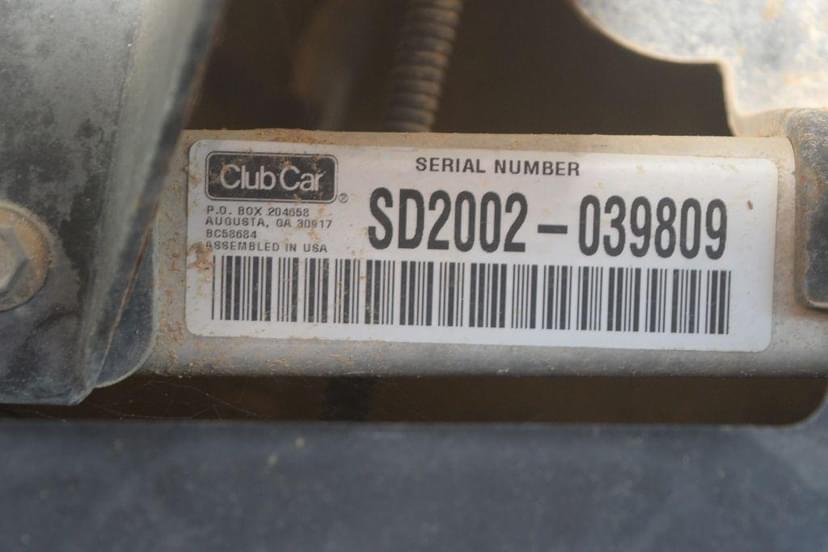 Club Car®
P.O. BOX 204658
AUGUSTA, GA 30917
BC58684
ASSEMBLED IN USA
SERIAL NUMBER
SD2002-039809